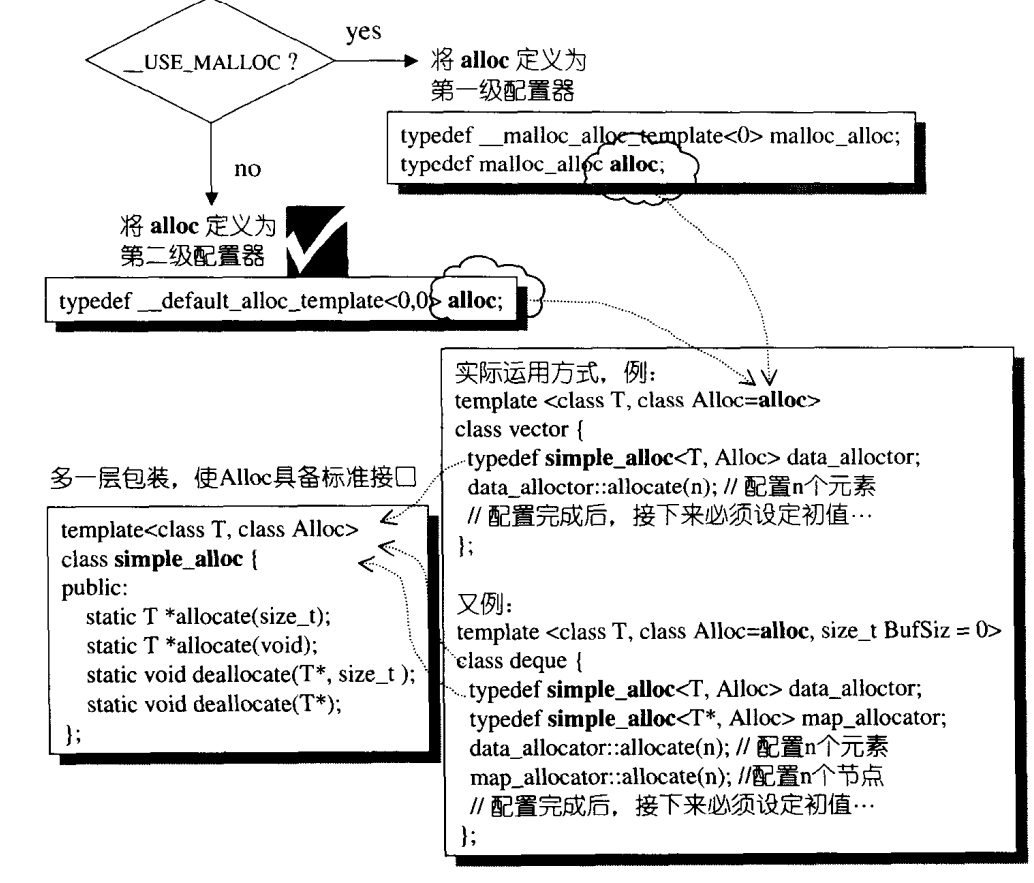 __USE_MALLOC ?
yes
将 alloc 定义为
第一级配置器
typedef __malloc_alloc_template<0> malloc_alloc;
typedef malloc_alloc alloc;
no
将 alloc 定义为
第二级配置器
typedef __default_alloc_template<0,0> alloc;
实际运用方式，例：
template <class T, class Alloc=alloc>
class vector {
typedef simple_alloc<T, Alloc> data_alloctor;
data_alloctor::allocate(n); // 配置n个元素
// 配置完成后，接下来必须设定初值…
};
又例：
template <class T, class Alloc=alloc, size_t BufSiz = 0>
class deque {
typedef simple_alloc<T, Alloc> data_alloctor;
typedef simple_alloc<T*, Alloc> map_allocator;
data_allocator::allocate(n); // 配置n个元素
map_allocator::allocate(n); //配置n个节点
// 配置完成后，接下来必须设定初值…
};
多一层包装，使Alloc具备标准接口
template<class T, class Alloc>
class simple_alloc {
public:
static T *allocate(size_t);
static T *allocate(void);
static void deallocate(T*, size_t );
static void deallocate(T*);
};